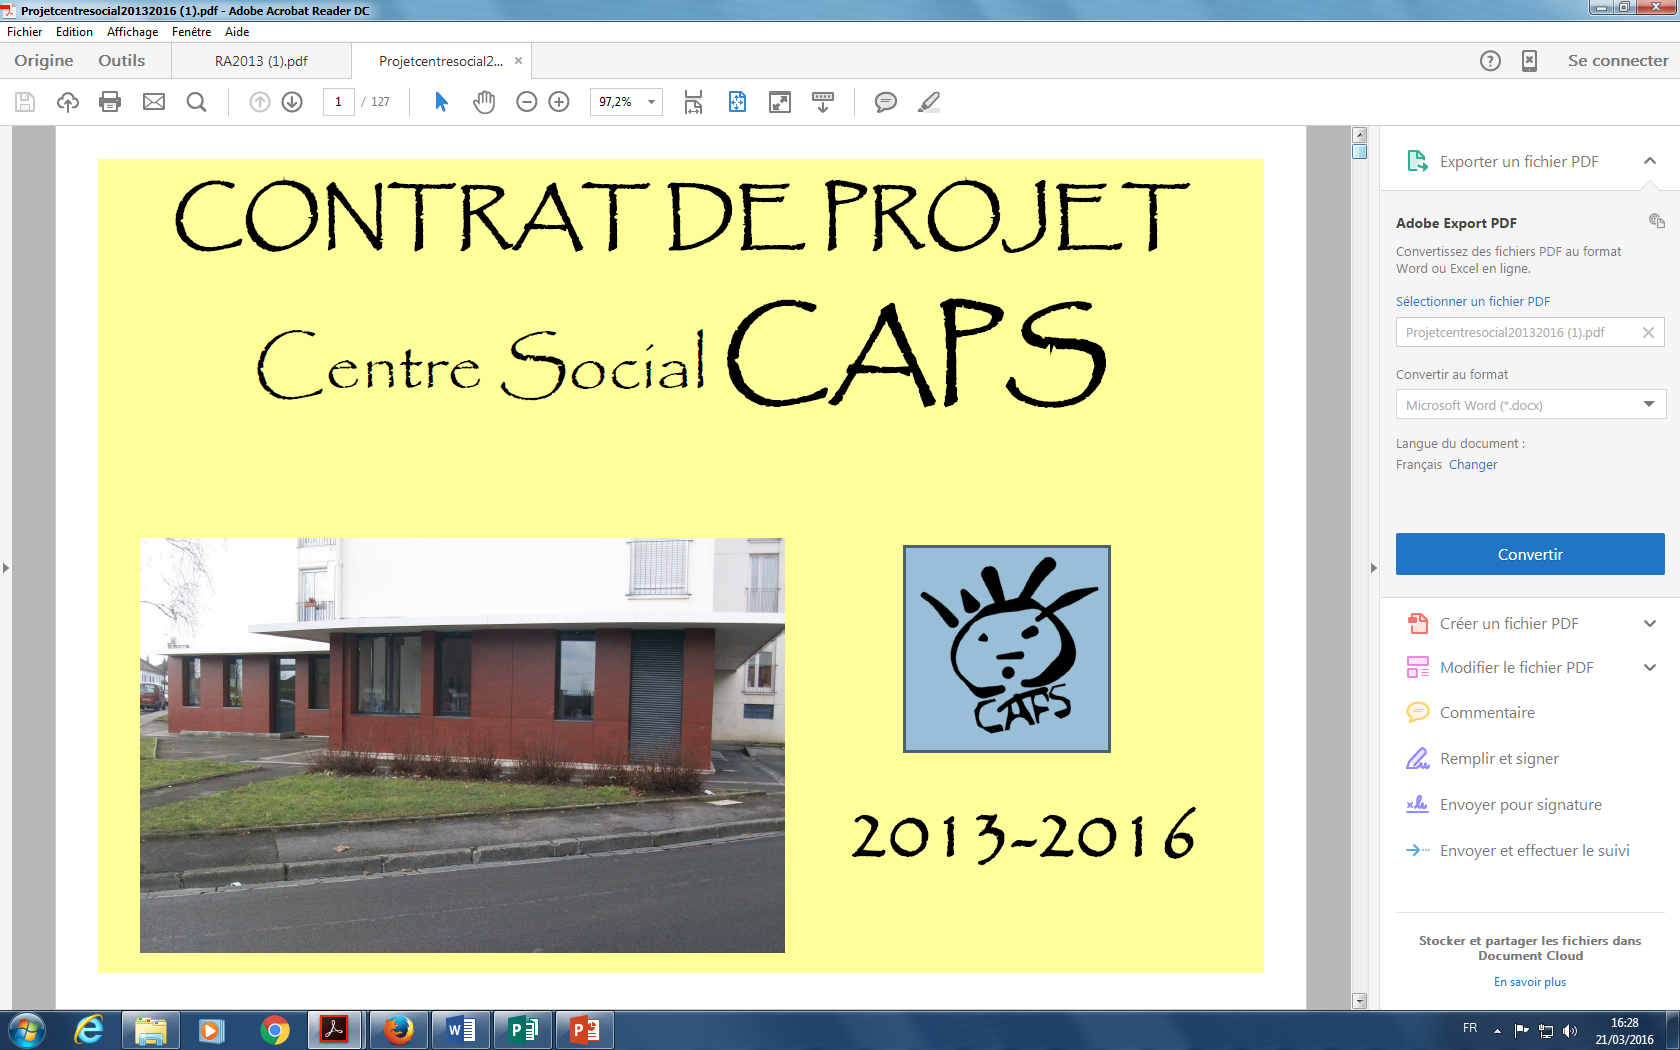 Projetcentresocial20132016 (1).pdf - Adobe Acrobat Reader DC
Fichier Edition Affichage Fenêtre Aide
Origine Outils RA2013 (1).pdf Projetcentresocial2... × Se connecter
1 / 127 97,2%
CONTRAT DE PROJET
Centre Social CAPS
CAPS
2013-2016
Exporter un fichier PDF
Adobe Export PDF
Convertissez des fichiers PDF au format
Word ou Excel en ligne.
Sélectionner un fichier PDF
Projetcentresocial20132016 (1).pdf
Convertir au format
Microsoft Word (*.docx)
Langue du document :
Français Changer
Convertir
Créer un fichier PDF
Modifier le fichier PDF
Commentaire
Remplir et signer
Envoyer pour signature
Envoyer et effectuer le suivi
Stocker et partager les fichiers dans
Document Cloud
En savoir plus
FR 16:28
21/03/2016